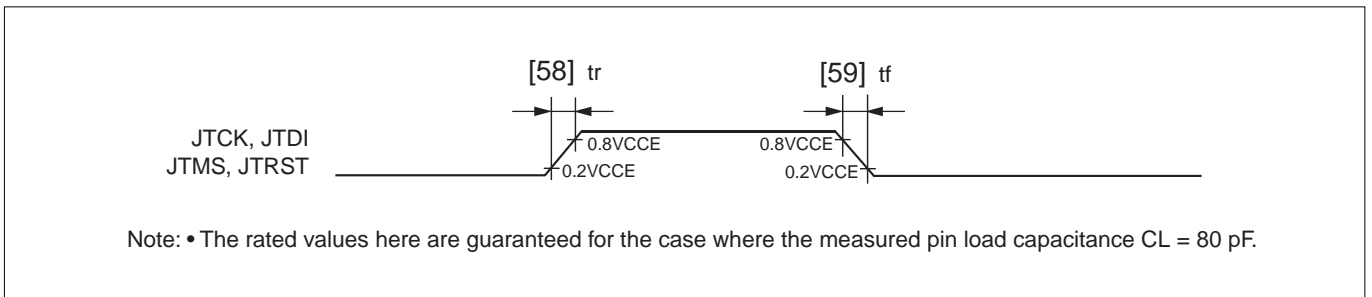 [58] tr
[59] tf
JTCK, JTDI
JTMS, JTRST
0.8VCCE
0.8VCCE
0.2VCCE
0.2VCCE
Note: • The rated values here are guaranteed for the case where the measured pin load capacitance CL = 80 pF.